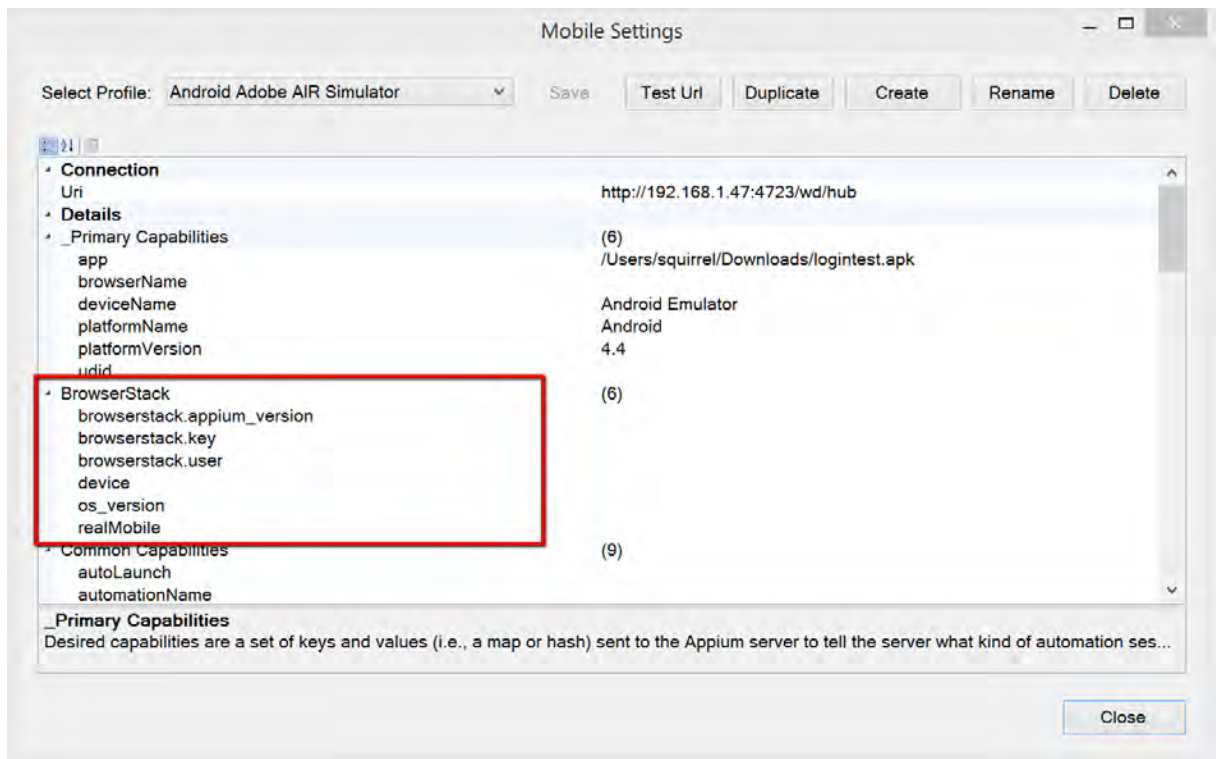 Mobile Settings
Select Profile: Android Adobe AIR Simulator Save Test Url Duplicate Create Rename Delete
Connection
Uri http://192.168.1.47:4723/wd/hub
Details
_Primary Capabilities (6)
app /Users/squirrel/Downloads/logintest.apk
browserName
deviceName Android Emulator
platformName Android
platformVersion 4.4
udid
BrowserStack (6)
browserstack.appium_version
browserstack.key
browserstack.user
device
os_version
realMobile
Common Capabilities (9)
autoLaunch
automationName
_Primary Capabilities
Desired capabilities are a set of keys and values (i.e., a map or hash) sent to the Appium server to tell the server what kind of automation ses...
Close